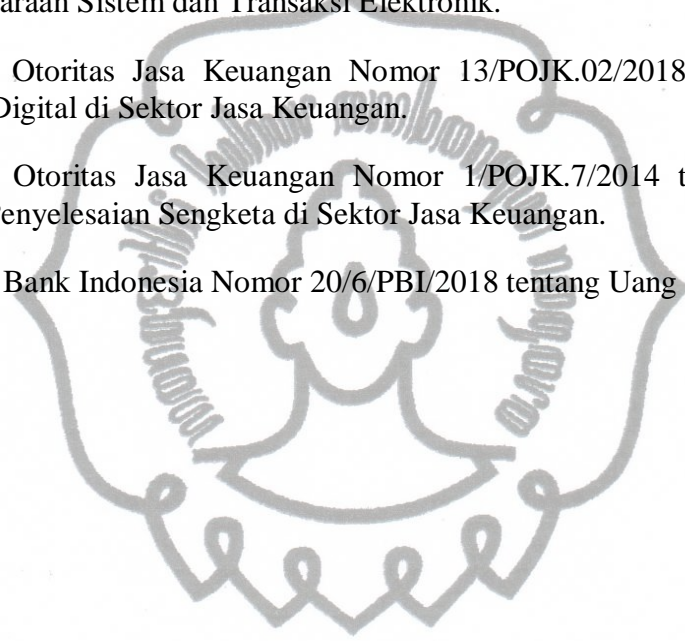 araan Sistem dan Transaksi Elektronik.
Otoritas Jasa Keuangan Nomor 13/POJK.02/2018
Digital di Sektor Jasa Keuangan.
Otoritas Jasa Keuangan Nomor 1/POJK.7/2014 t
Penyelesaian Sengketa di Sektor Jasa Keuangan.
Bank Indonesia Nomor 20/6/PBI/2018 tentang Uang